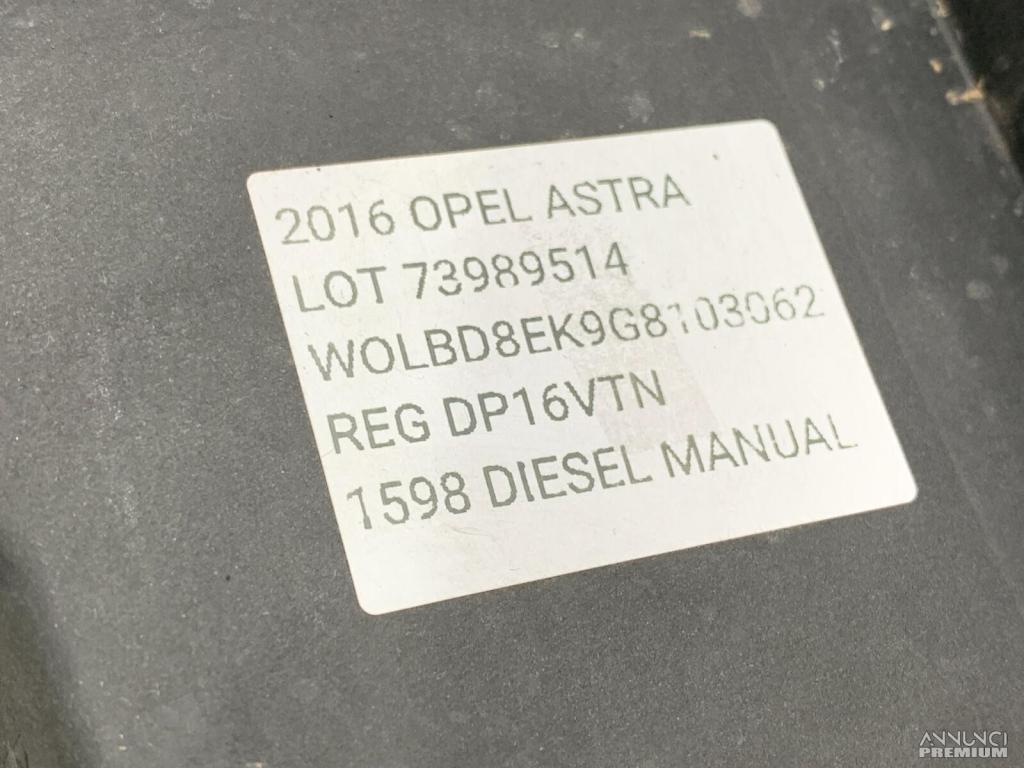 2016 OPEL ASTRA
LOT 73989514
WOLBD8EK9G8103062
REG DP16VTN
1598 DIESEL MANUAL
ANNUNCI
PREMIUM